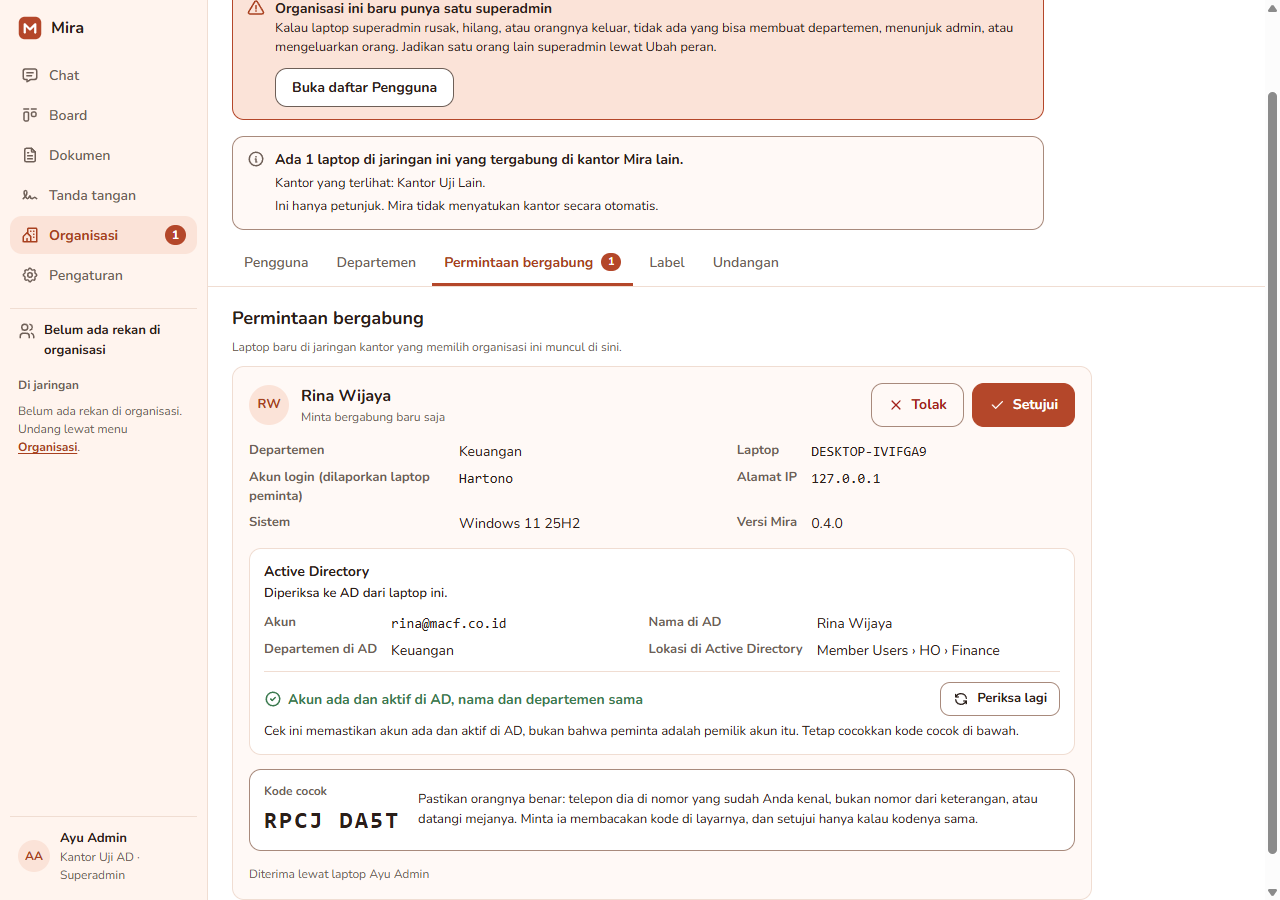 Mira
Chat
Board
Dokumen
Tanda tangan
Organisasi 1
Pengaturan
Belum ada rekan di
organisasi
Di jaringan
Belum ada rekan di organisasi.
Undang lewat menu
Organisasi.
AA
Ayu Admin
Kantor Uji AD ·
Superadmin
Organisasi ini baru punya satu superadmin
Kalau laptop superadmin rusak, hilang, atau orangnya keluar, tidak ada yang bisa membuat departemen, menunjuk admin, atau
mengeluarkan orang. Jadikan satu orang lain superadmin lewat Ubah peran.
Buka daftar Pengguna
Ada 1 laptop di jaringan ini yang tergabung di kantor Mira lain.
Kantor yang terlihat: Kantor Uji Lain.
Ini hanya petunjuk. Mira tidak menyatukan kantor secara otomatis.
Pengguna Departemen Permintaan bergabung 1 Label Undangan
Permintaan bergabung
Laptop baru di jaringan kantor yang memilih organisasi ini muncul di sini.
RW
Rina Wijaya
Minta bergabung baru saja
Tolak
Setujui
Departemen Keuangan Laptop DESKTOP-IVIFGA9
Akun login (dilaporkan laptop
peminta) Hartono Alamat IP 127.0.0.1
Sistem Windows 11 25H2 Versi Mira 0.4.0
Active Directory
Diperiksa ke AD dari laptop ini.
Akun rina@macf.co.id Nama di AD Rina Wijaya
Departemen di AD Keuangan Lokasi di Active Directory Member Users › HO › Finance
Akun ada dan aktif di AD, nama dan departemen sama
Periksa lagi
Cek ini memastikan akun ada dan aktif di AD, bukan bahwa peminta adalah pemilik akun itu. Tetap cocokkan kode cocok di bawah.
Kode cocok
RPCJ DA5T
Pastikan orangnya benar: telepon dia di nomor yang sudah Anda kenal, bukan nomor dari keterangan, atau
datangi mejanya. Minta ia membacakan kode di layarnya, dan setujui hanya kalau kodenya sama.
Diterima lewat laptop Ayu Admin